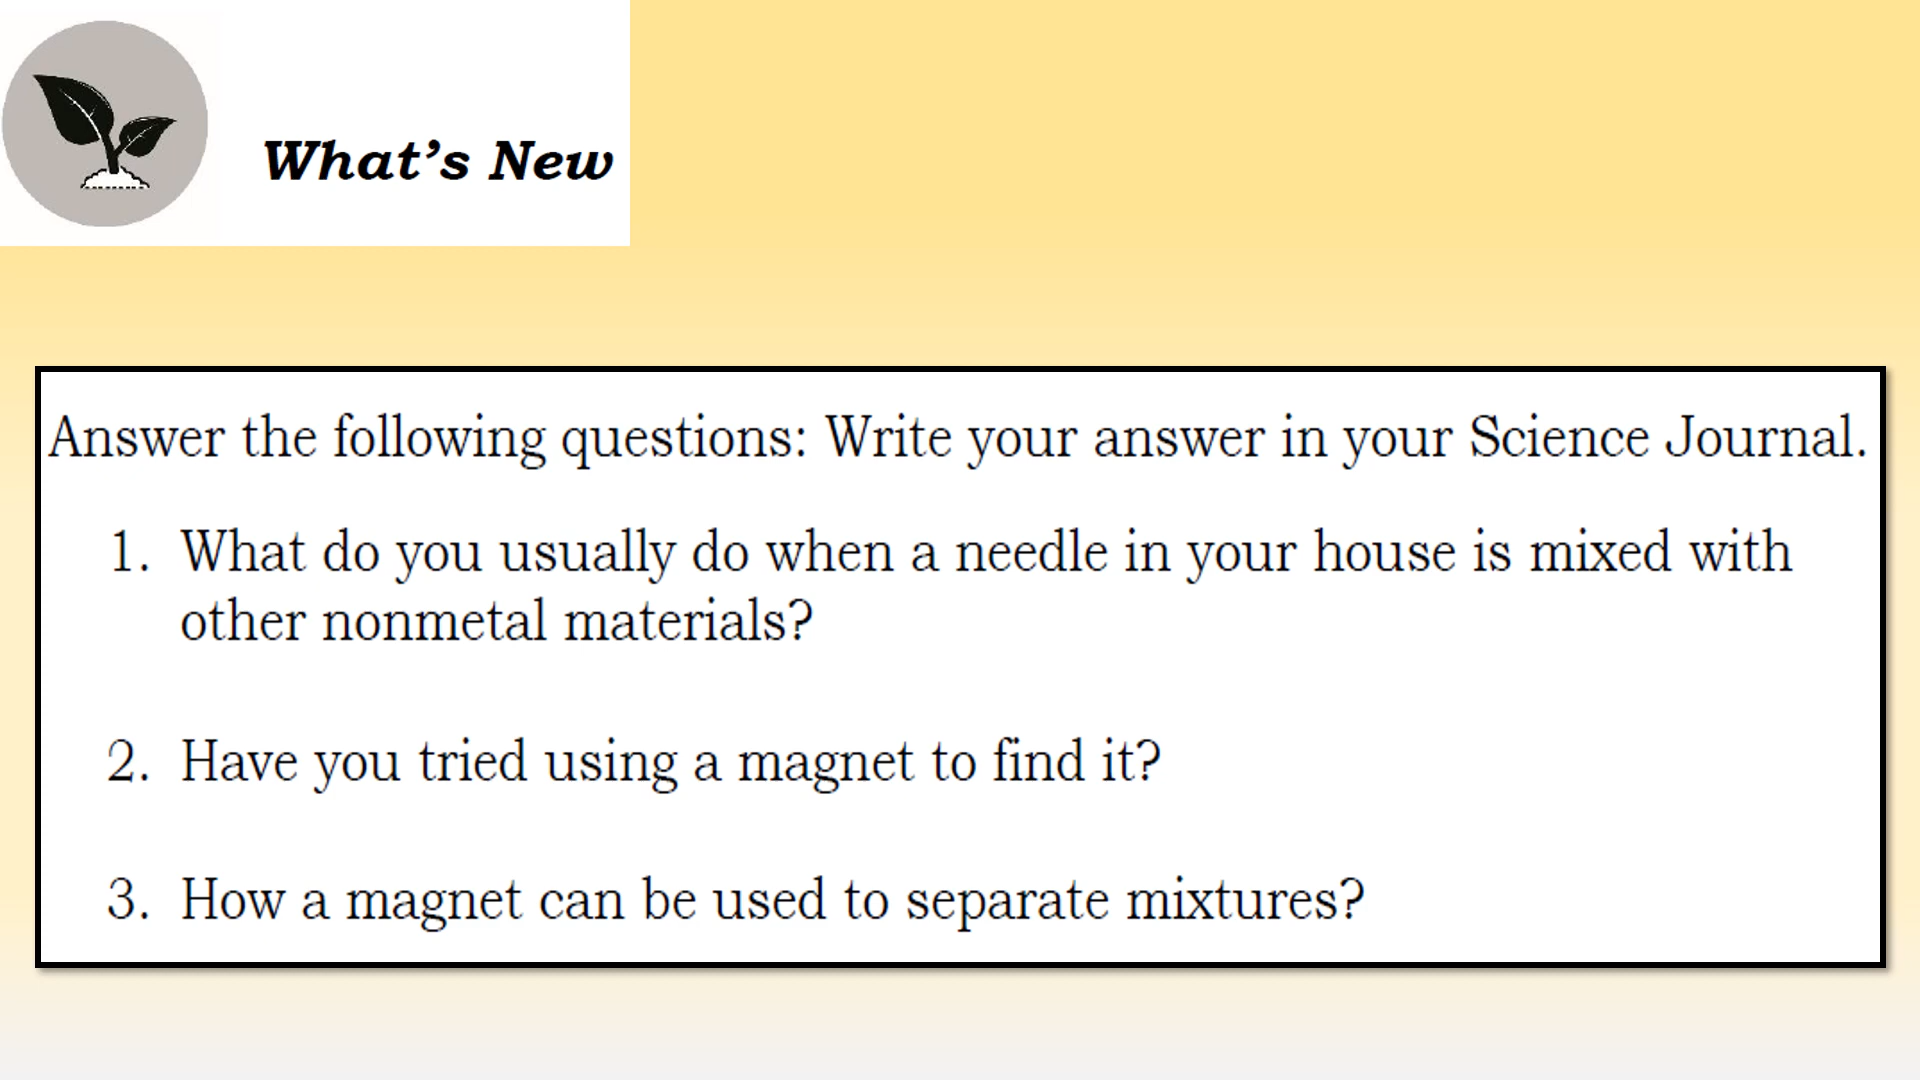 What's New
Answer the following questions: Write your answer in your Science Journal.
1. What do you usually do when a needle in your house is mixed with
other nonmetal materials?
2. Have you tried using a magnet to find it?
3. How a magnet can be used to separate mixtures?